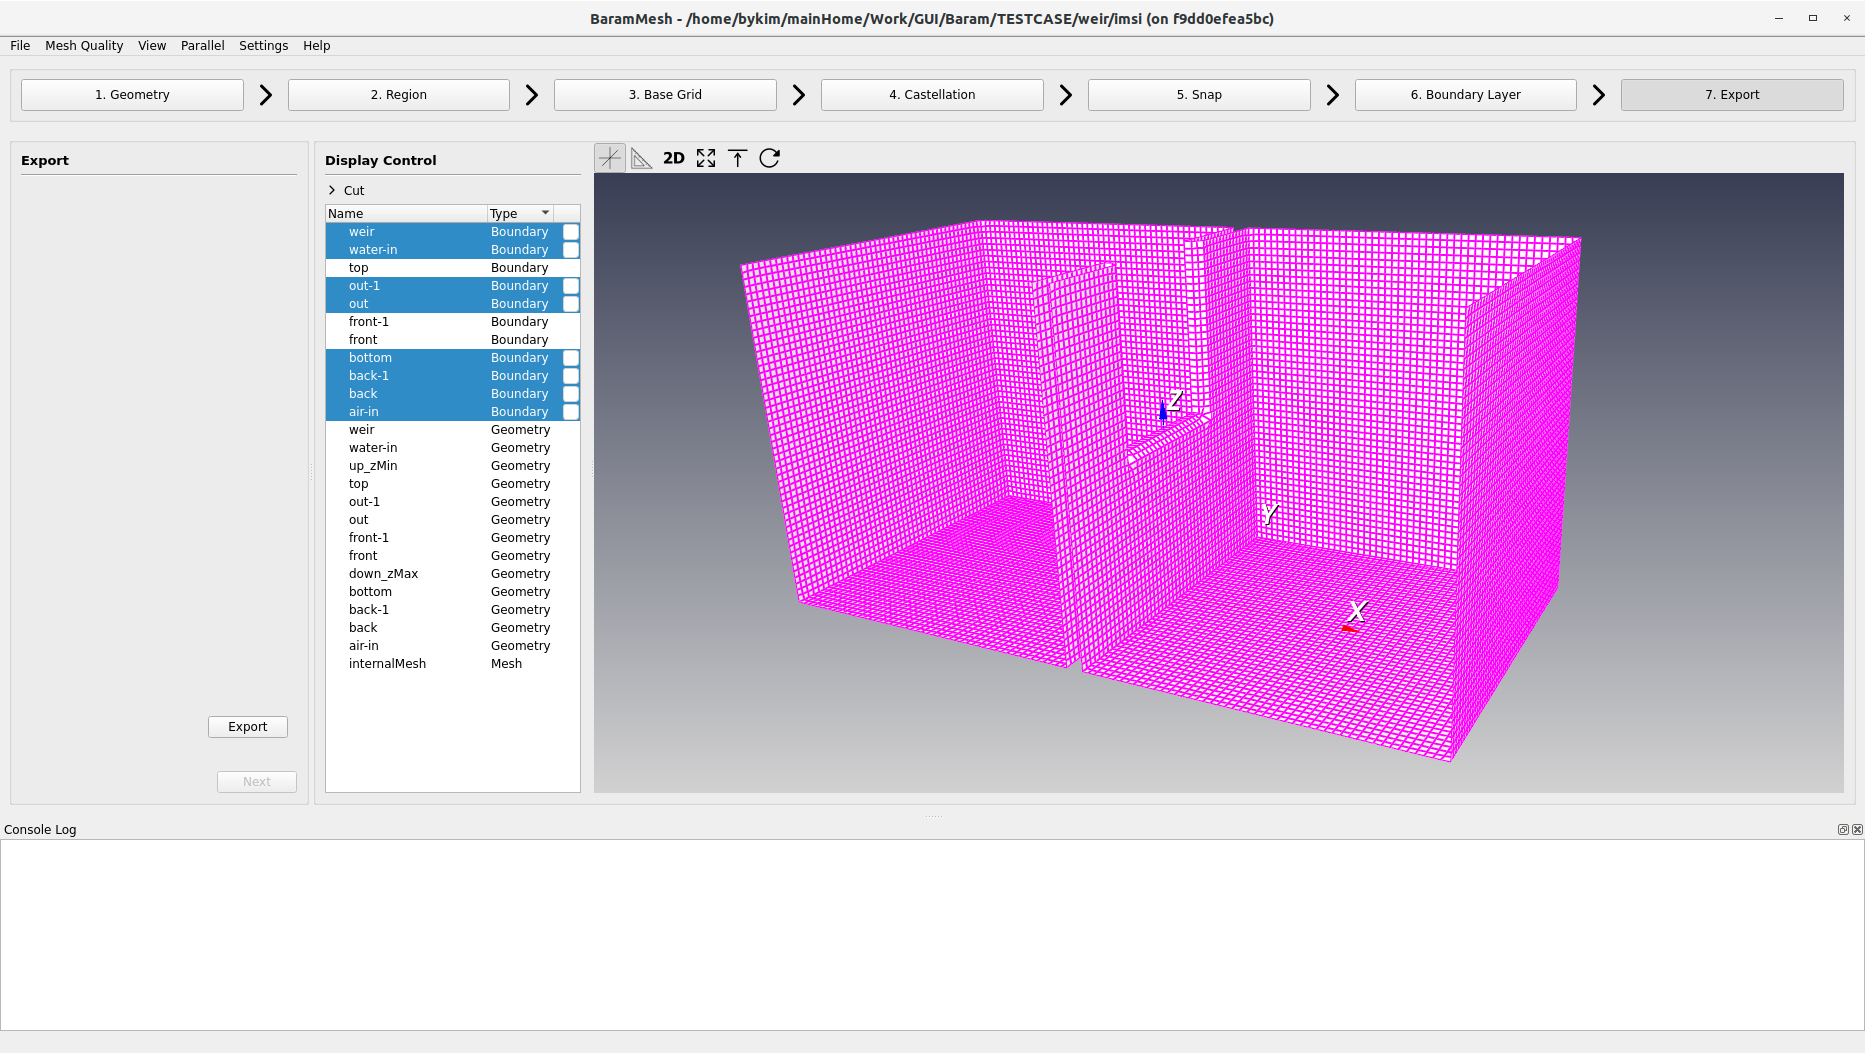 BaramMesh - /home/bykim/mainHome/Work/GUI/Baram/TESTCASE/weir/imsi (on f9dd0efea5bc)
File Mesh Quality View Parallel Settings Help
1. Geometry 2. Region 3. Base Grid 4. Castellation 5. Snap 6. Boundary Layer 7. Export
Export
Export
Next
Display Control
Cut
Name Type
weir Boundary
water-in Boundary
top Boundary
out-1 Boundary
out Boundary
front-1 Boundary
front Boundary
bottom Boundary
back-1 Boundary
back Boundary
air-in Boundary
weir Geometry
water-in Geometry
up_zMin Geometry
top Geometry
out-1 Geometry
out Geometry
front-1 Geometry
front Geometry
down_zMax Geometry
bottom Geometry
back-1 Geometry
back Geometry
air-in Geometry
internalMesh Mesh
2D
Z
Y
X
Console Log